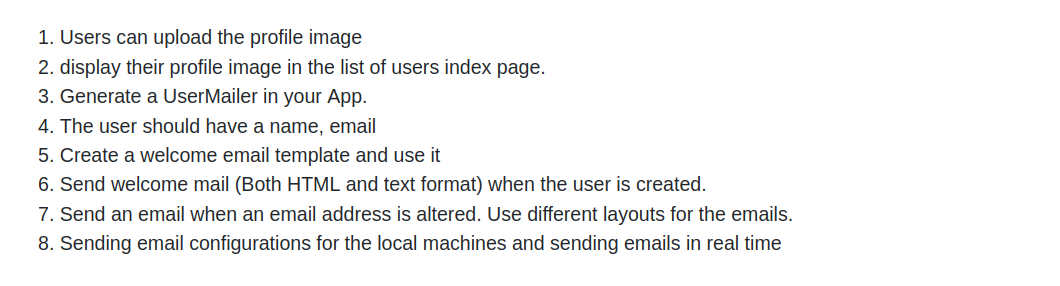 1. Users can upload the profile image
2. display their profile image in the list of users index page.
3. Generate a UserMailer in your App.
4. The user should have a name, email
5. Create a welcome email template and use it
6. Send welcome mail (Both HTML and text format) when the user is created.
7. Send an email when an email address is altered. Use different layouts for the emails.
8. Sending email configurations for the local machines and sending emails in real time